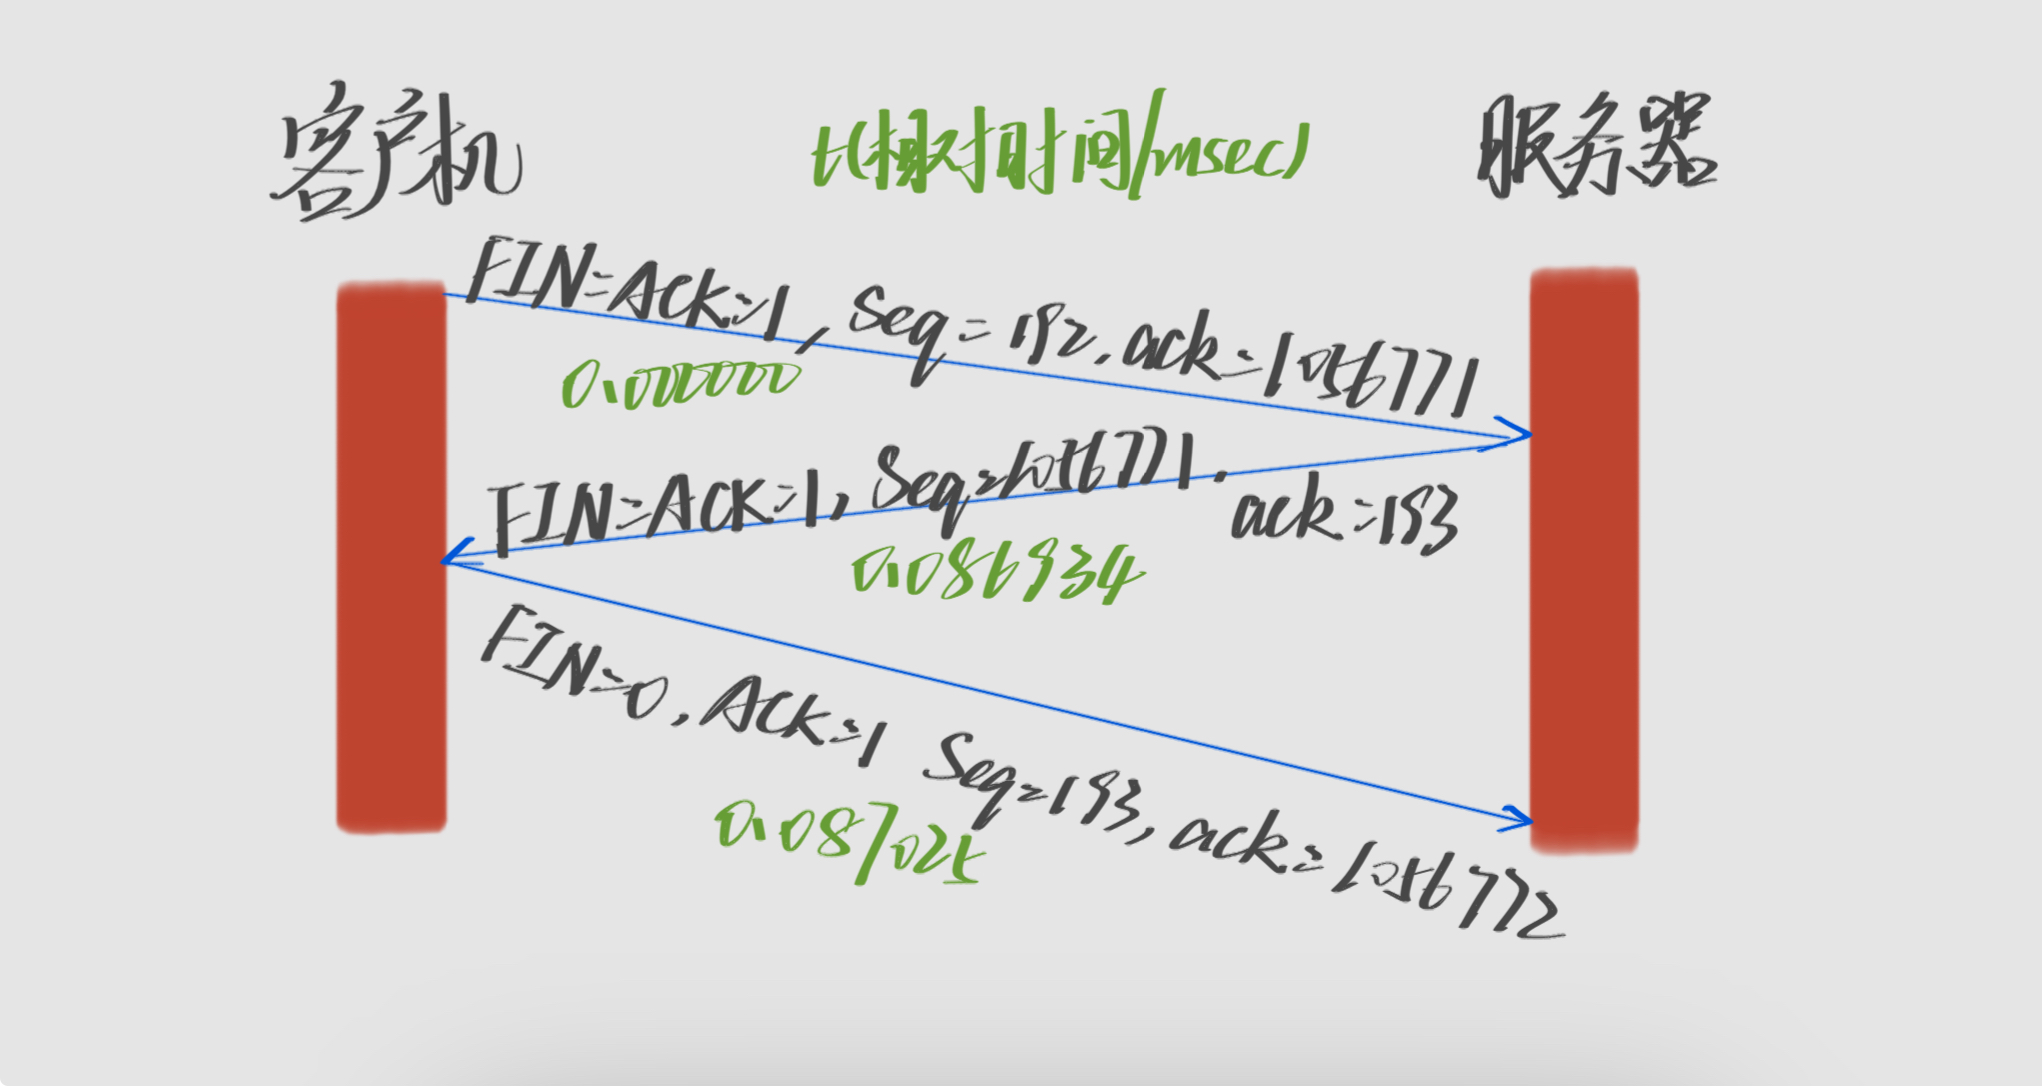 客户机
t(相对时间/msec)
服务器
FIN=ACK=1, Seq=192, ack=1056771
0.000000
FIN=ACK=1, Seq=1056771, ack=193
0.086934
FIN=0, ACK=1 Seq=193, ack=1056772
0.087025